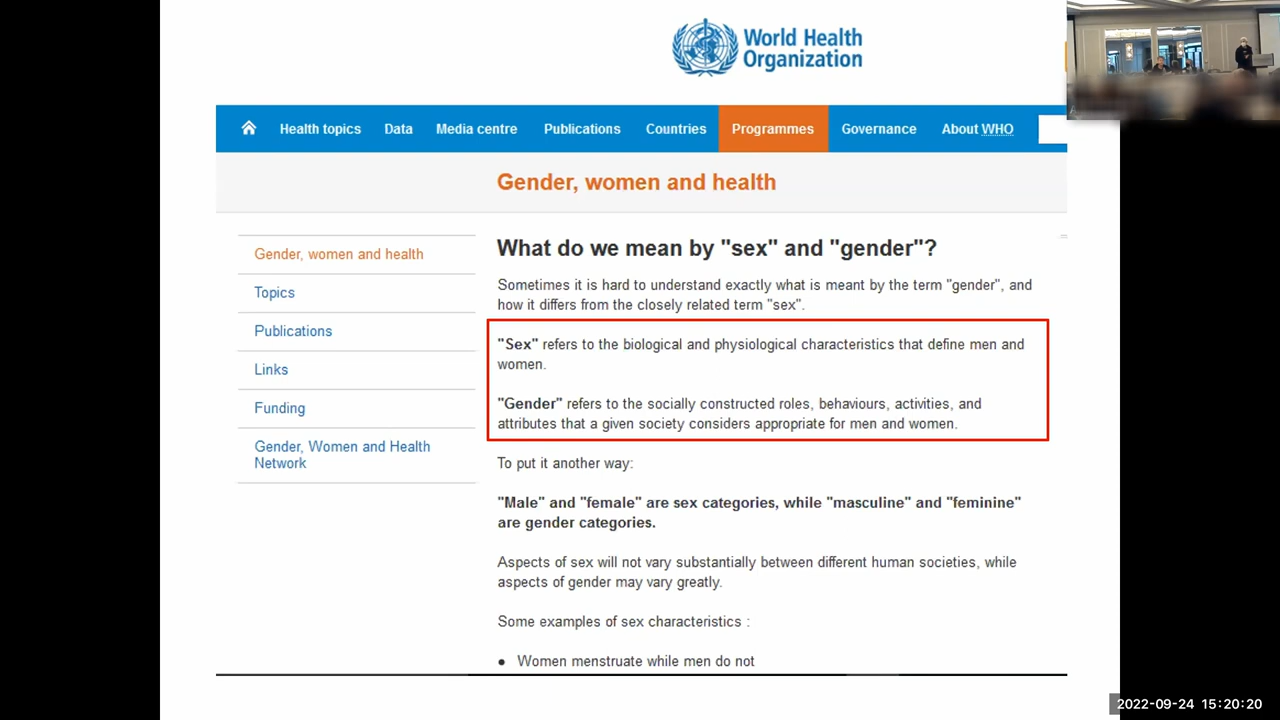 World Health
Organization
Health topics
Data
Media centre
Publications
Countries
Programmes
Governance
About WHO
Gender, women and health
Gender, women and health
Topics
Publications
Links
Funding
Gender, Women and Health
Network
What do we mean by "sex" and "gender"?
Sometimes it is hard to understand exactly what is meant by the term "gender", and
how it differs from the closely related term "sex".
"Sex" refers to the biological and physiological characteristics that define men and
women.
"Gender" refers to the socially constructed roles, behaviours, activities, and
attributes that a given society considers appropriate for men and women.
To put it another way:
"Male" and "female" are sex categories, while "masculine" and "feminine"
are gender categories.
Aspects of sex will not vary substantially between different human societies, while
aspects of gender may vary greatly.
Some examples of sex characteristics :
● Women menstruate while men do not
2022-09-24 15:20:20